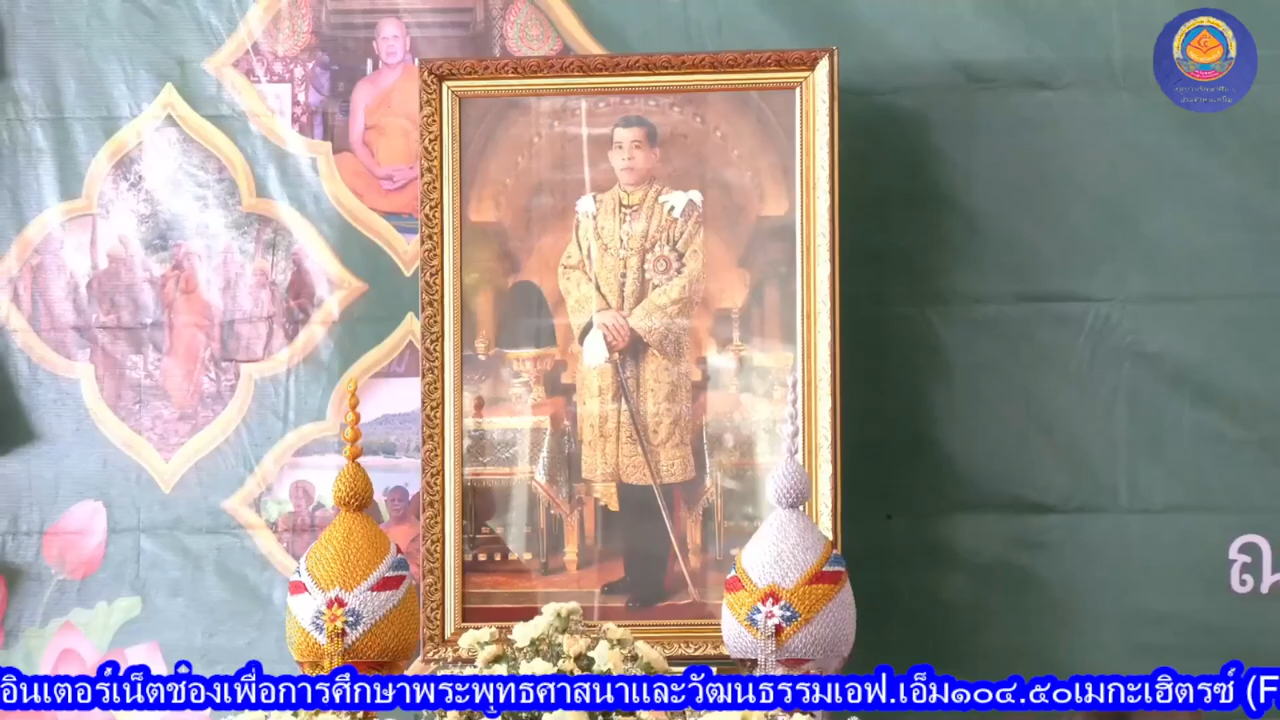 ณ
อินเตอร์เน็ตช่องเพื่อการศึกษาพระพุทธศาสนาและวัฒนธรรมเอฟ.เอ็ม๑๐๔.๕๐เมกะเฮิตรซ์ (F